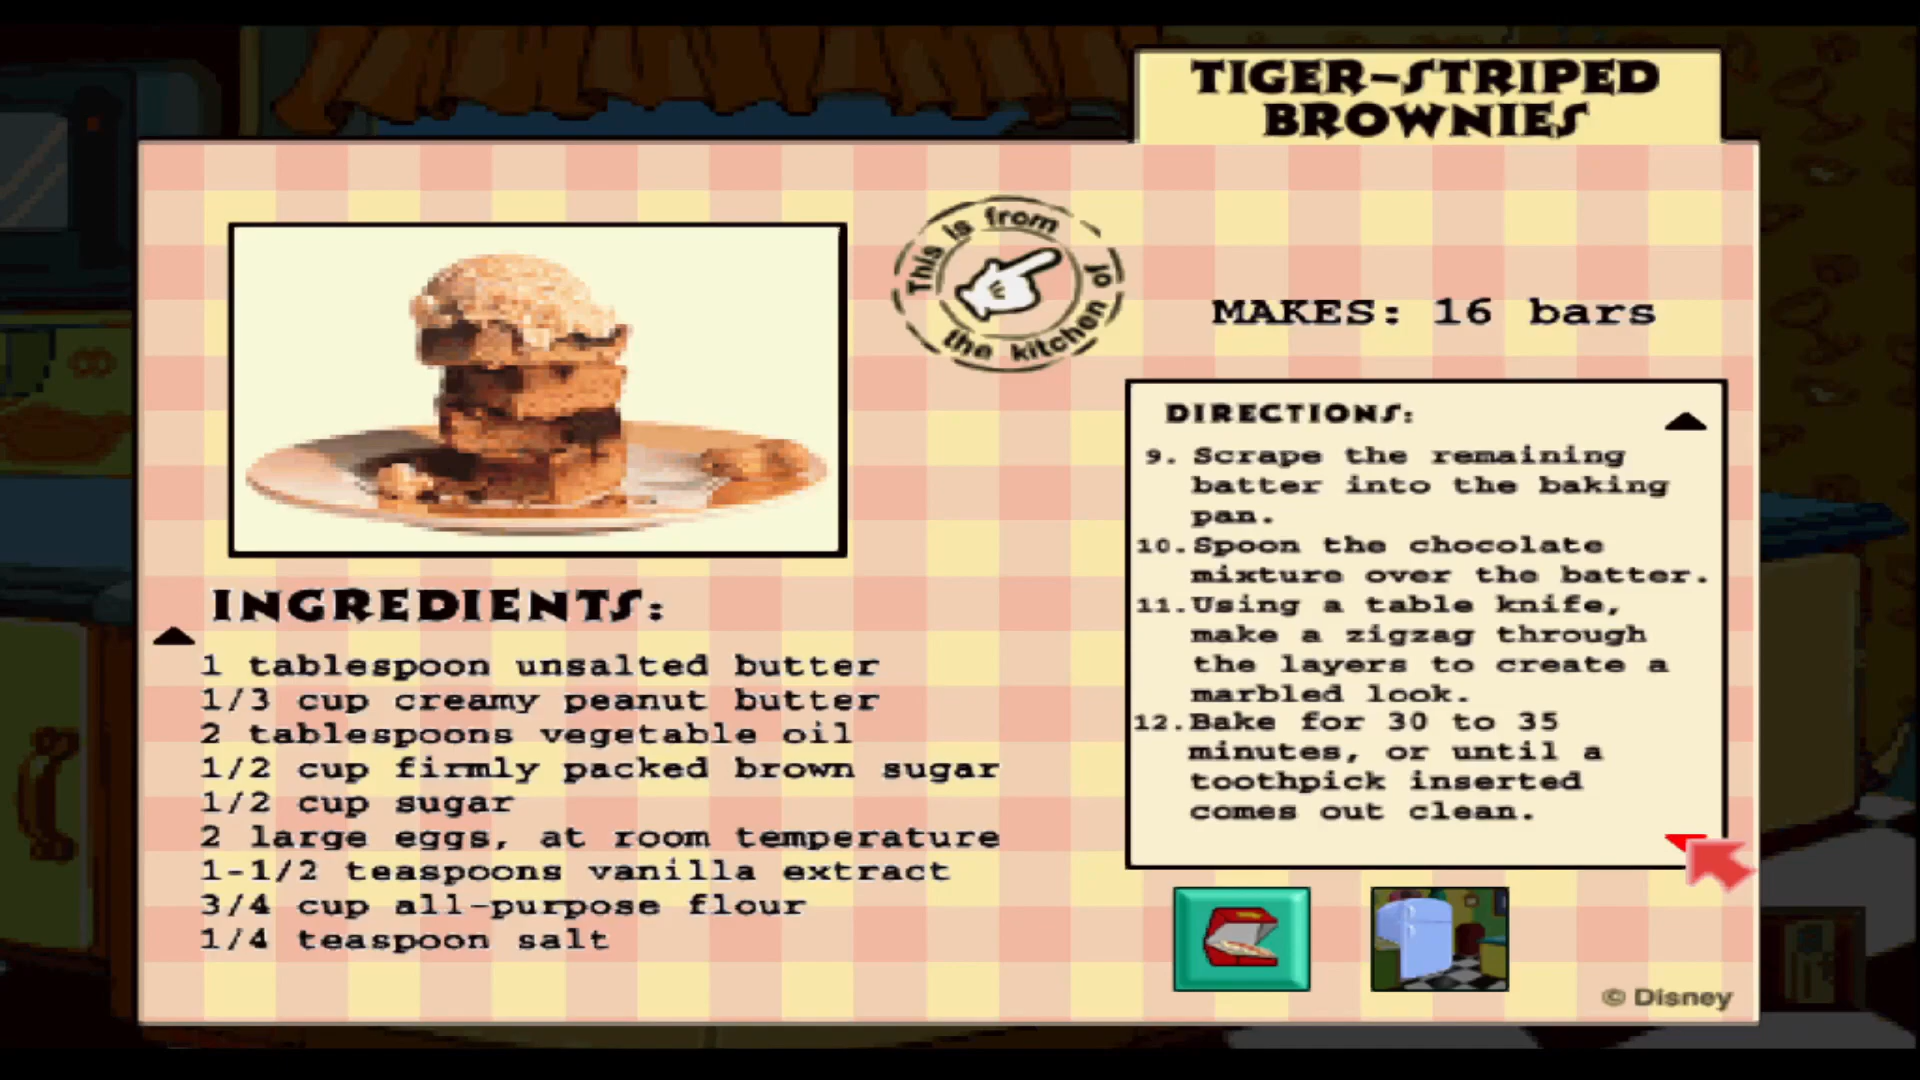 TIGER-STRIPED
BROWNIES
This is from
the kitchen of
MAKES: 16 bars
DIRECTIONS:
9. Scrape the remaining
batter into the baking
pan.
10. Spoon the chocolate
mixture over the batter.
11. Using a table knife,
make a zigzag through
the layers to create a
marbled look.
12. Bake for 30 to 35
minutes, or until a
toothpick inserted
comes out clean.
INGREDIENTS:
1 tablespoon unsalted butter
1/3 cup creamy peanut butter
2 tablespoons vegetable oil
1/2 cup firmly packed brown sugar
1/2 cup sugar
2 large eggs, at room temperature
1-1/2 teaspoons vanilla extract
3/4 cup all-purpose flour
1/4 teaspoon salt
© Disney